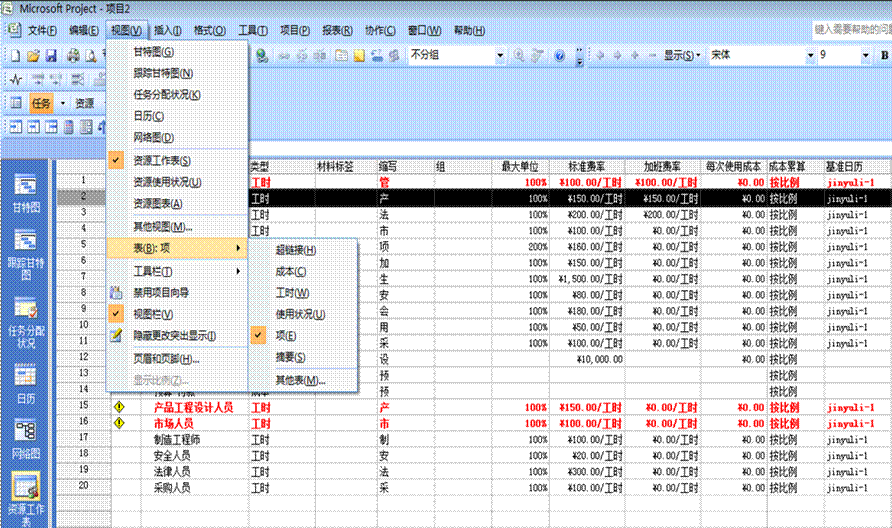 Microsoft Project - 项目2
文件(F) 编辑(E) 视图(V) 插入(I) 格式(O) 工具(T) 项目(P) 报表(R) 协作(C) 窗口(W) 帮助(H) 键入需要帮助的问
不分组 显示(S) 宋体 9 B
任务 资源
甘特图(G)
跟踪甘特图(N)
任务分配状况(K)
日历(C)
网络图(D)
资源工作表(S)
资源使用状况(U)
资源图表(A)
其他视图(M)...
表(B): 项
工具栏(T)
禁用项目向导
视图栏(V)
隐蔽更改突出显示(I)
页眉和页脚(H)...
显示比例(Z)...
超链接(H)
成本(C)
工时(W)
使用状况(U)
项(E)
摘要(S)
其他表(M)...
甘特图
跟踪甘特图
任务分配状况
日历
网络图
资源工作表
类型 材料标签 缩写 组 最大单位 标准费率 加班费率 每次使用成本 成本累算 基准日历
1 工时 管 100% ¥100.00/工时 ¥100.00/工时 ¥0.00 按比例 jinyuli-1
2 工时 产 100% ¥150.00/工时 ¥150.00/工时 ¥0.00 按比例 jinyuli-1
3 工时 法 100% ¥200.00/工时 ¥200.00/工时 ¥0.00 按比例 jinyuli-1
4 工时 市 100% ¥100.00/工时 ¥0.00/工时 ¥0.00 按比例 jinyuli-1
5 项 200% ¥160.00/工时 ¥0.00/工时 ¥0.00 按比例 jinyuli-1
6 加 100% ¥150.00/工时 ¥0.00/工时 ¥0.00 按比例 jinyuli-1
7 生 100% ¥1,500.00/工时 ¥0.00/工时 ¥0.00 按比例 jinyuli-1
8 安 100% ¥80.00/工时 ¥0.00/工时 ¥0.00 按比例 jinyuli-1
9 会 100% ¥180.00/工时 ¥0.00/工时 ¥0.00 按比例 jinyuli-1
10 用 100% ¥50.00/工时 ¥0.00/工时 ¥0.00 按比例 jinyuli-1
11 采 100% ¥100.00/工时 ¥0.00/工时 ¥0.00 按比例 jinyuli-1
12 设 ¥10,000.00 ¥0.00 按比例
13 预 按比例
14 预 按比例
15 产品工程设计人员 工时 产 100% ¥150.00/工时 ¥0.00/工时 ¥0.00 按比例 jinyuli-1
16 市场人员 工时 市 100% ¥100.00/工时 ¥0.00/工时 ¥0.00 按比例 jinyuli-1
17 制造工程师 工时 制 100% ¥100.00/工时 ¥0.00/工时 ¥0.00 按比例 jinyuli-1
18 安全人员 工时 安 100% ¥20.00/工时 ¥0.00/工时 ¥0.00 按比例 jinyuli-1
19 法律人员 工时 法 100% ¥300.00/工时 ¥0.00/工时 ¥0.00 按比例 jinyuli-1
20 采购人员 工时 采 100% ¥100.00/工时 ¥0.00/工时 ¥0.00 按比例 jinyuli-1